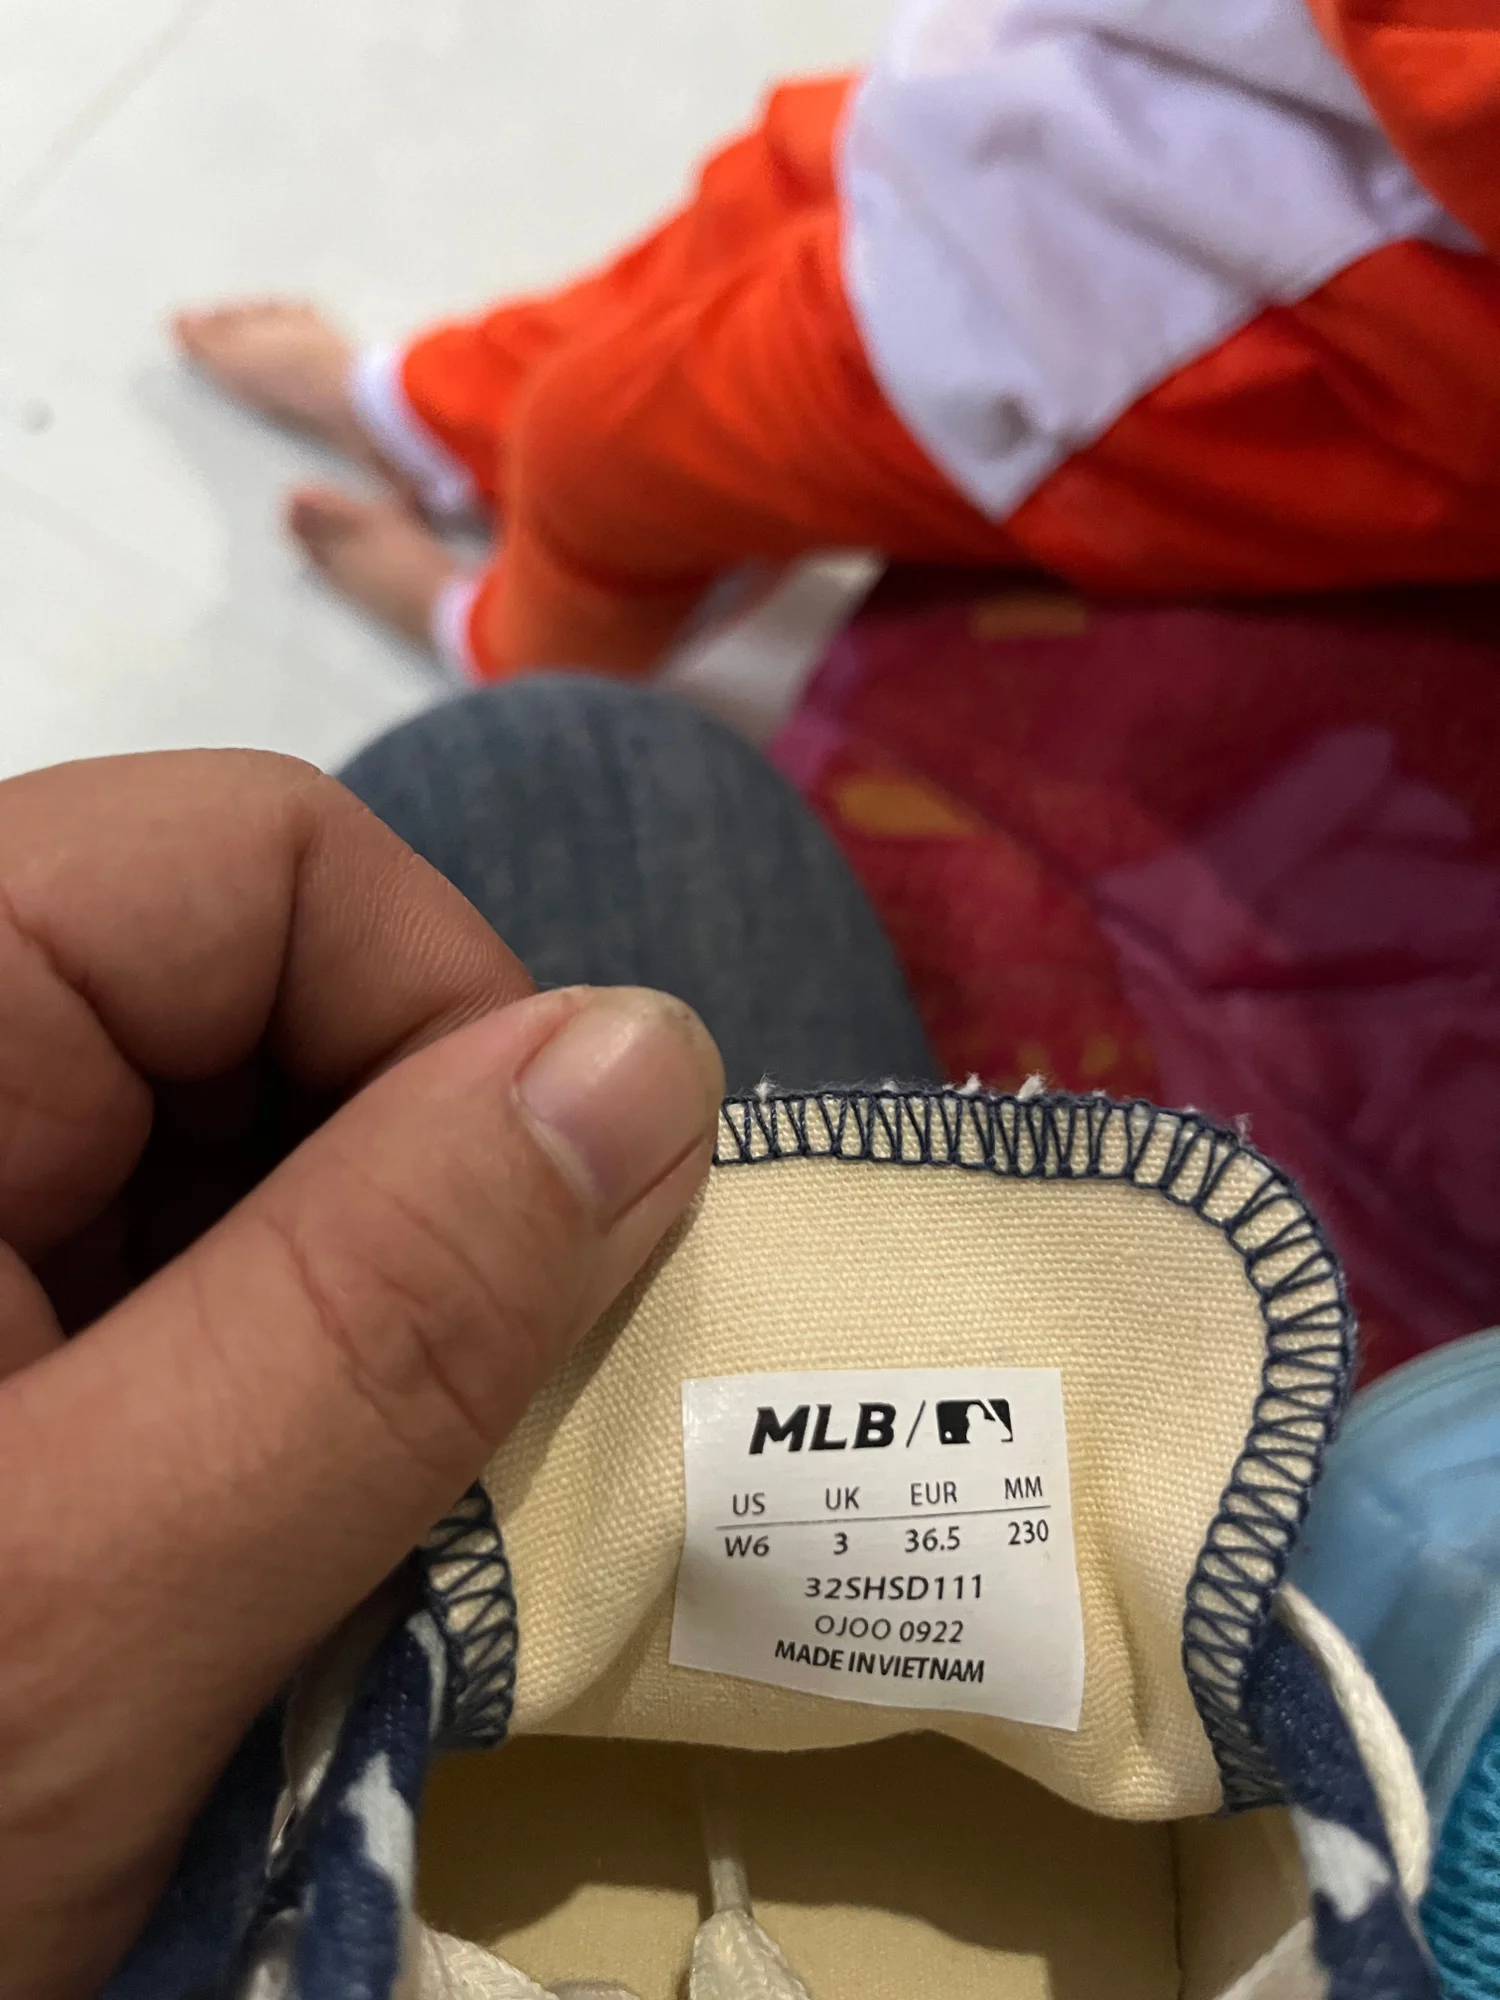 MLB /
US UK EUR MM
W6 3 36.5 230
32SHSD111
OJOO 0922
MADE IN VIETNAM